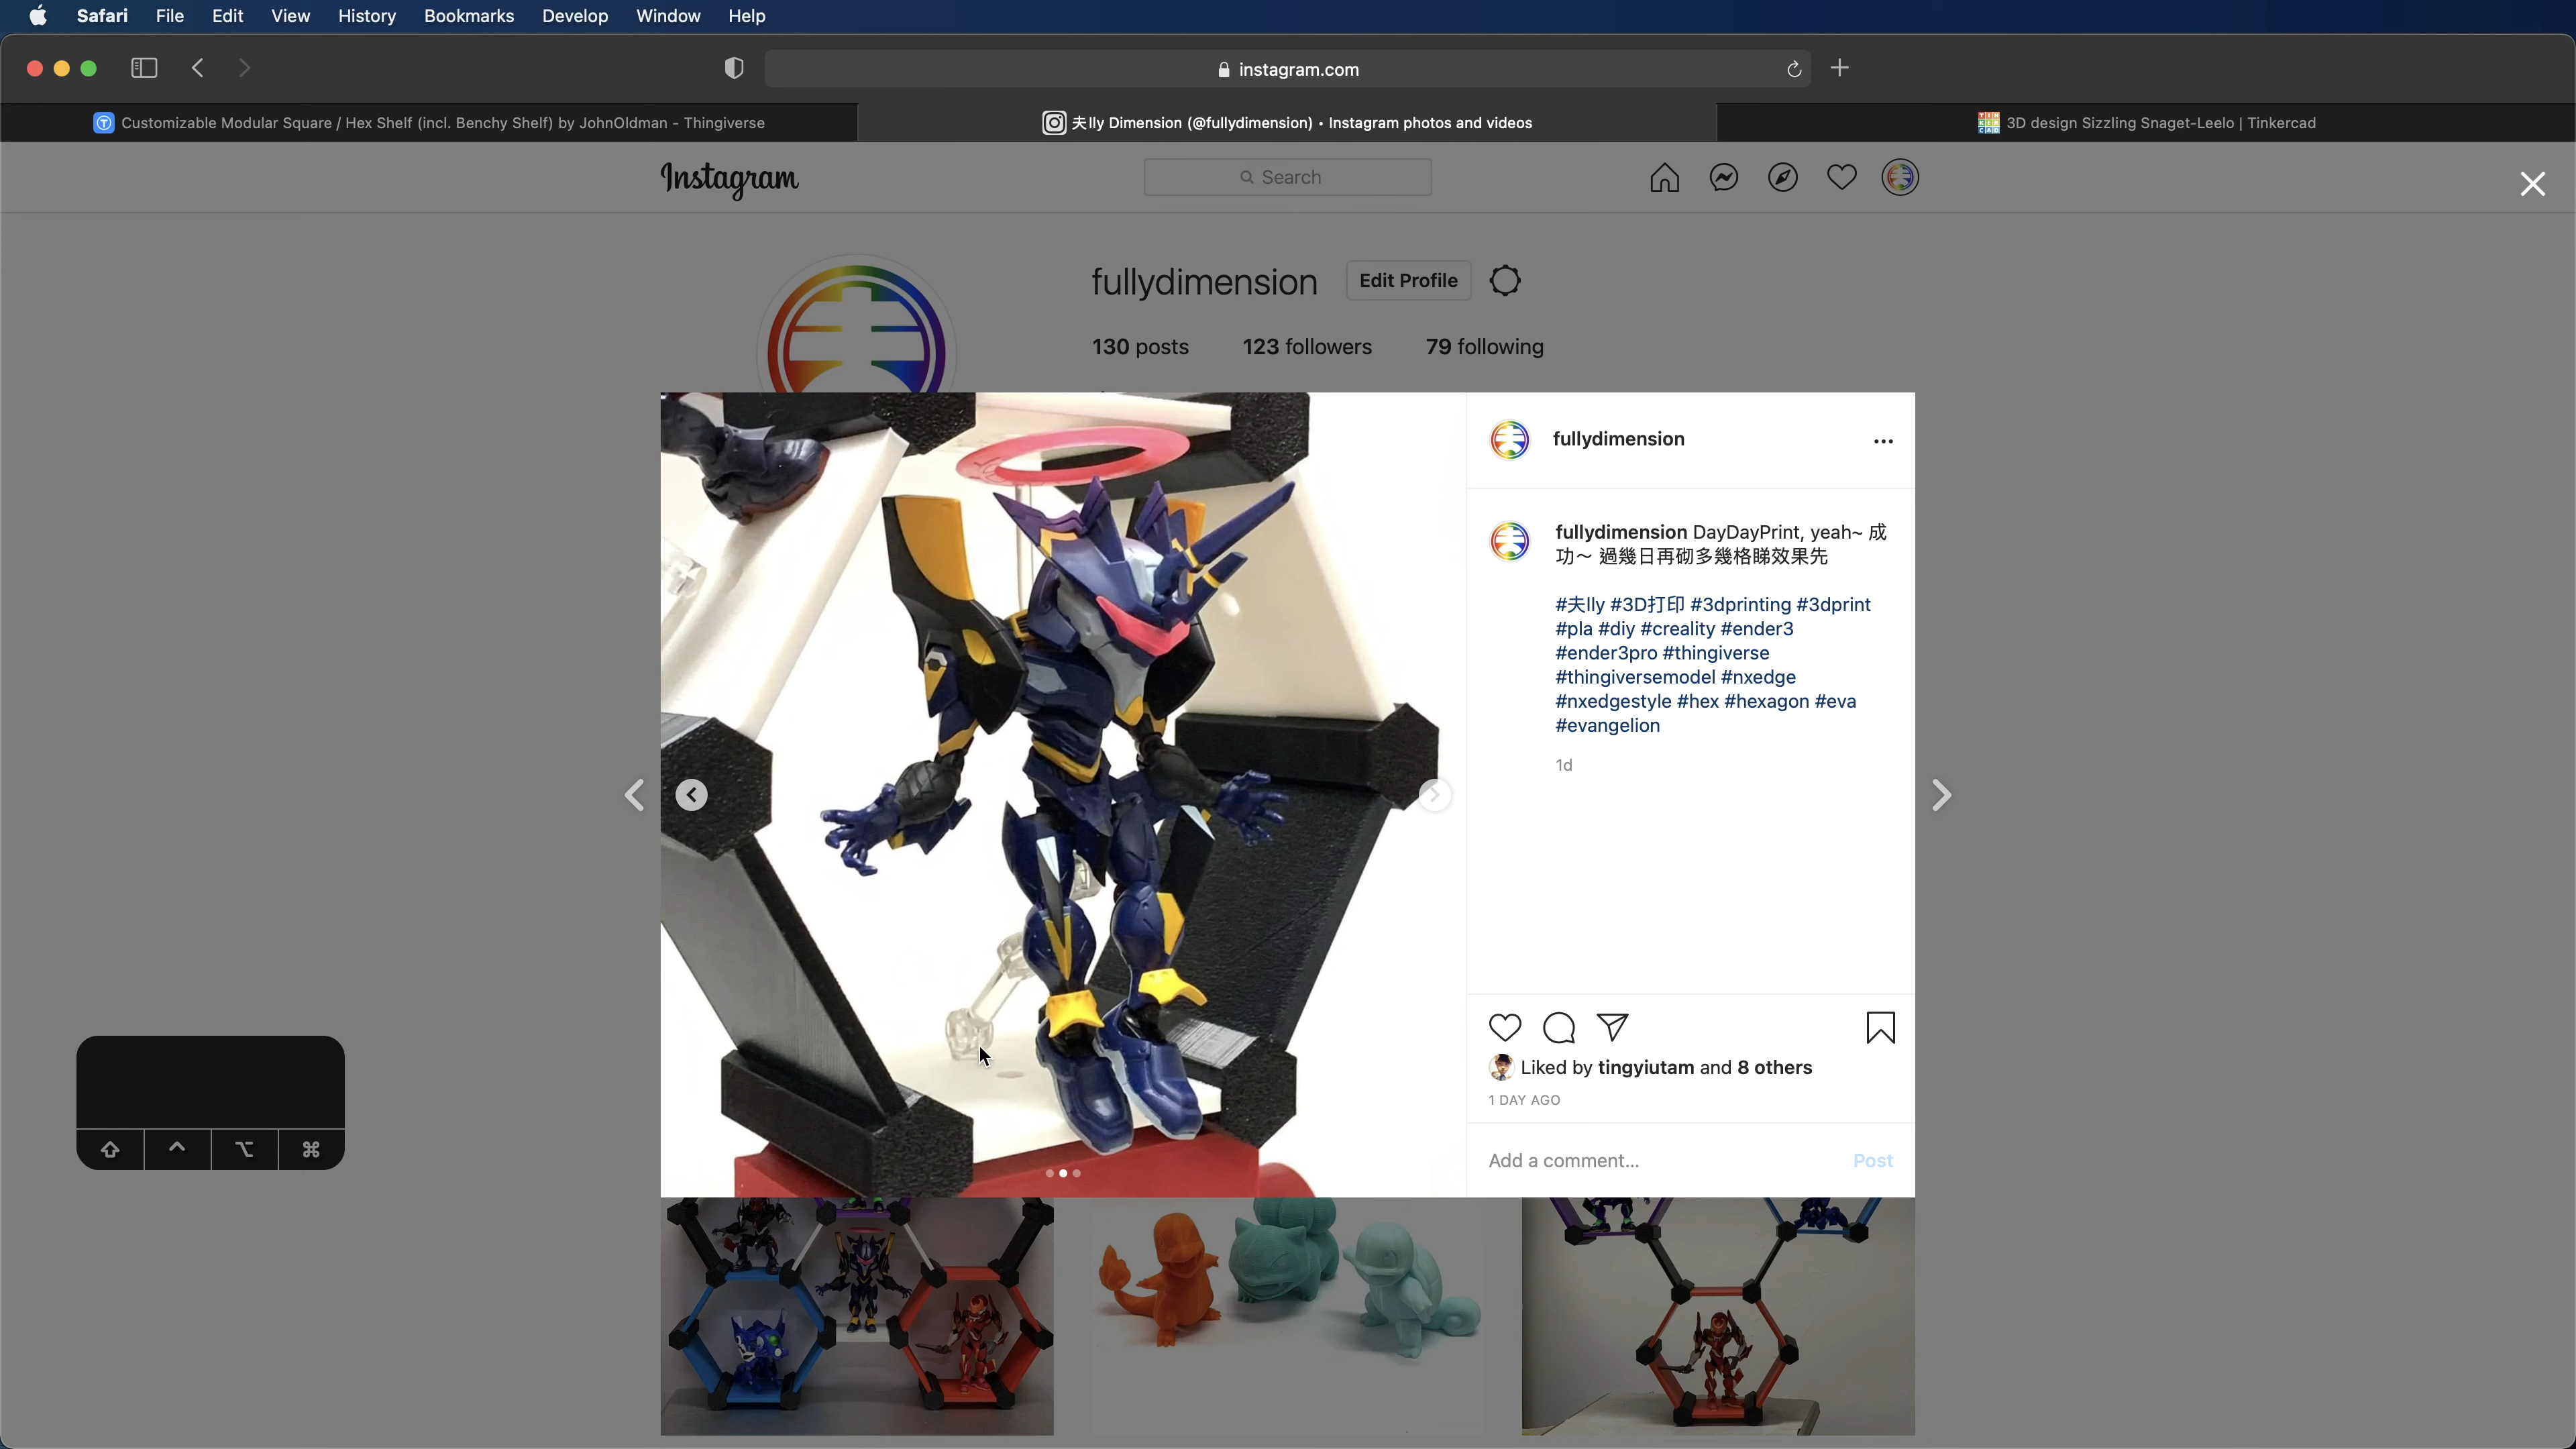 Safari File Edit View History Bookmarks Develop Window Help
instagram.com
Customizable Modular Square / Hex Shelf (incl. Benchy Shelf) by JohnOldman - Thingiverse
夫lly Dimension (@fullydimension) • Instagram photos and videos
3D design Sizzling Snaget-Leelo | Tinkercad
Instagram
Search
fullydimension
Edit Profile
130 posts 123 followers 79 following
fullydimension
fullydimension DayDayPrint, yeah~ 成
功～ 過幾日再砌多幾格睇效果先
#夫lly #3D打印 #3dprinting #3dprint
#pla #diy #creality #ender3
#ender3pro #thingiverse
#thingiversemodel #nxedge
#nxedgestyle #hex #hexagon #eva
#evangelion
1d
Liked by tingyiutam and 8 others
1 DAY AGO
Add a comment...
Post